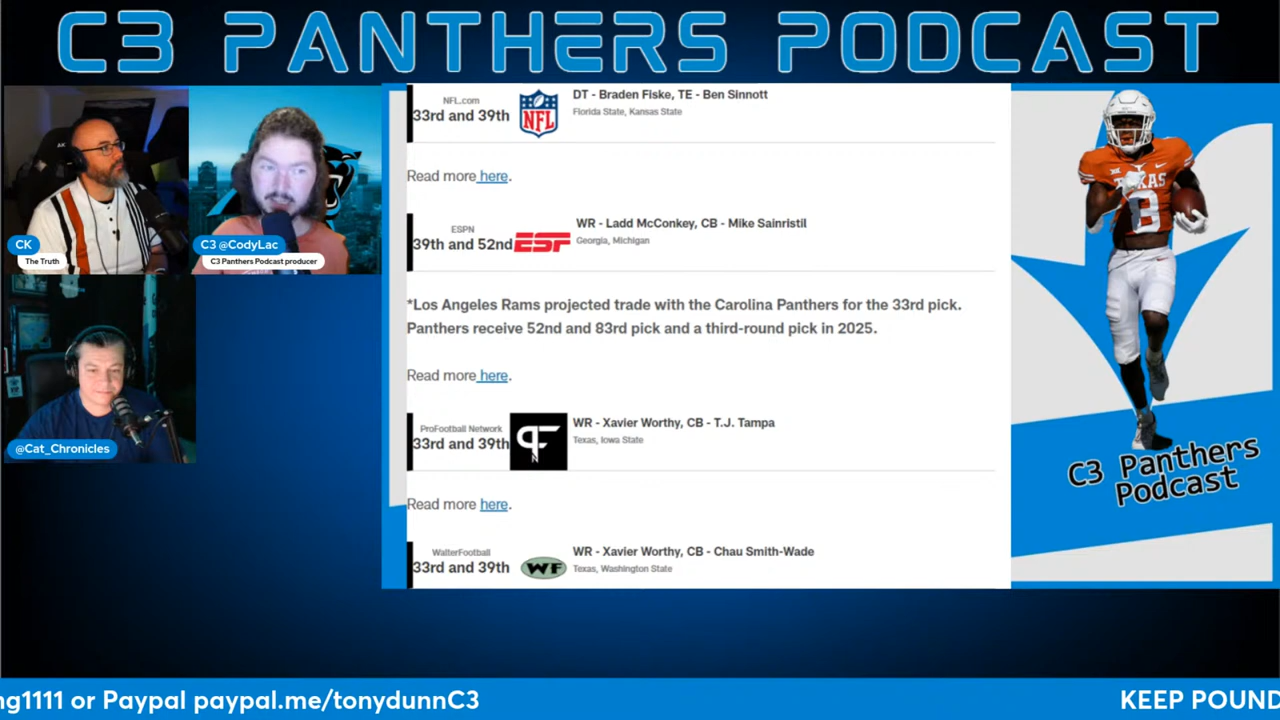 C3 PANTHERS PODCAST
NFL.com
33rd and 39th
NFL
DT - Braden Fiske, TE - Ben Sinnott
Florida State, Kansas State
Read more here.
ESPN
39th and 52nd
WR - Ladd McConkey, CB - Mike Sainristil
Georgia, Michigan
*Los Angeles Rams projected trade with the Carolina Panthers for the 33rd pick.
Panthers receive 52nd and 83rd pick and a third-round pick in 2025.
Read more here.
ProFootball Network
33rd and 39th
PFN
WR - Xavier Worthy, CB - T.J. Tampa
Texas, Iowa State
Read more here.
WalterFootball
33rd and 39th
WF
WR - Xavier Worthy, CB - Chau Smith-Wade
Texas, Washington State
CK
The Truth
C3 @CodyLac
C3 Panthers Podcast producer
@Cat_Chronicles
AK
TEXAS
8
C3 Panthers
Podcast
ng1111 or Paypal paypal.me/tonydunnC3
KEEP POUND